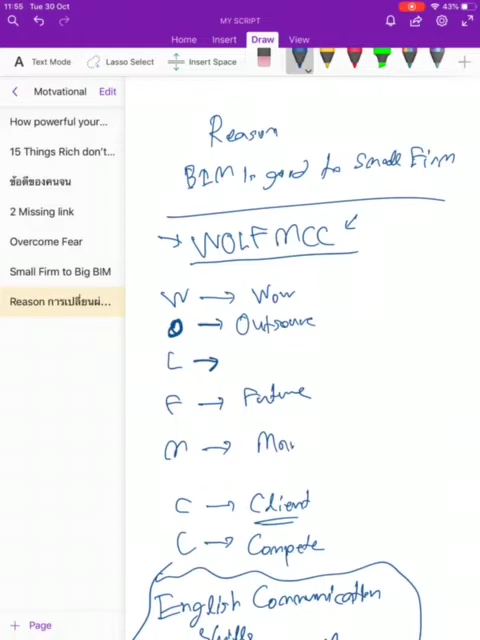 11:55 Tue 30 Oct
43%
MY SCRIPT
Home Insert Draw View
A Text Mode Lasso Select Insert Space
Motvational Edit
How powerful your...
15 Things Rich don't...
ข้อดีของคนจน
2 Missing link
Overcome Fear
Small Firm to Big BIM
Reason การเปลี่ยนผ่...
Page
Reason
BIM is good to Small Firm
→ WOLFMCC
W → Wow
O → Outsource
L →
F → Future
M →
C → Client
C → Compete
English Communication